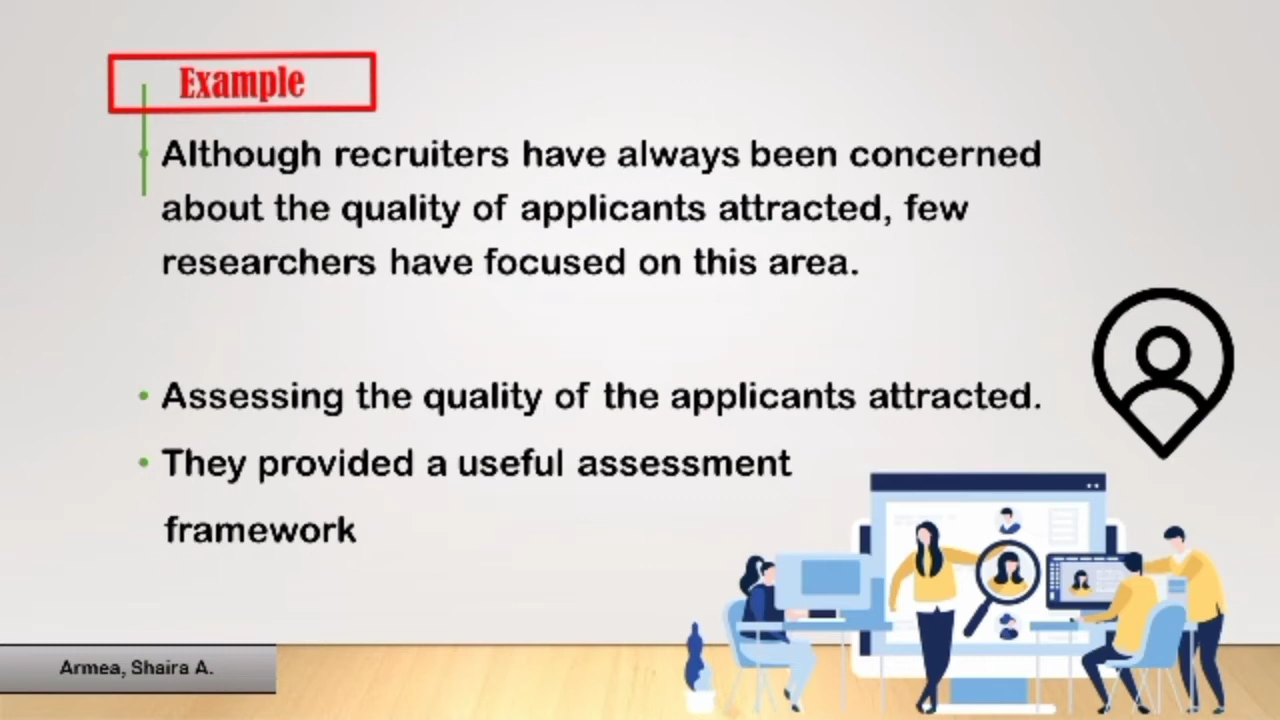 Example
Although recruiters have always been concerned
about the quality of applicants attracted, few
researchers have focused on this area.
Assessing the quality of the applicants attracted.
They provided a useful assessment
framework
Armea, Shaira A.